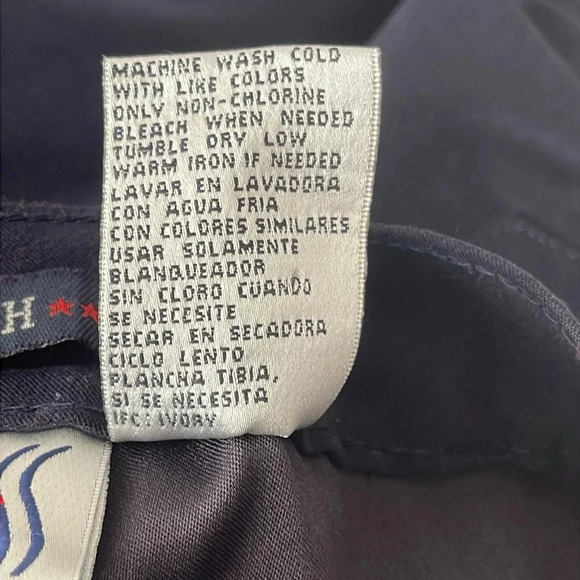 MACHINE WASH COLD
WITH LIKE COLORS
ONLY NON-CHLORINE
BLEACH WHEN NEEDED
TUMBLE DRY LOW
WARM IRON IF NEEDED
LAVAR EN LAVADORA
CON AGUA FRIA
CON COLORES SIMILARES
USAR SOLAMENTE
BLANQUEADOR
SIN CLORO CUANDO
SE NECESITE
SECAR EN SECADORA
CICLO LENTO
PLANCHA TIBIA,
SI SE NECESITA
IFC: IVORY
H